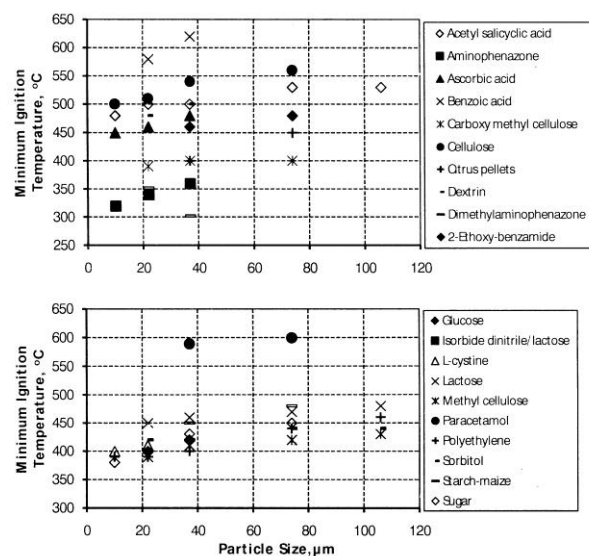 Minimum Ignition
Temperature, °C
650
600
550
500
450
400
350
300
250
0
20
40
60
80
100
120
Acetyl salicyclic acid
Aminophenazone
Ascorbic acid
Benzoic acid
Carboxy methyl cellulose
Cellulose
Citrus pellets
Dextrin
Dimethylaminophenazone
2-Ethoxy-benzamide
Minimum Ignition
Temperature, °C
650
600
550
500
450
400
350
300
0
20
40
60
80
100
120
Particle Size, µm
Glucose
Isorbide dinitrile/ lactose
L-cystine
Lactose
Methyl cellulose
Paracetamol
Polyethylene
Sorbitol
Starch-maize
Sugar